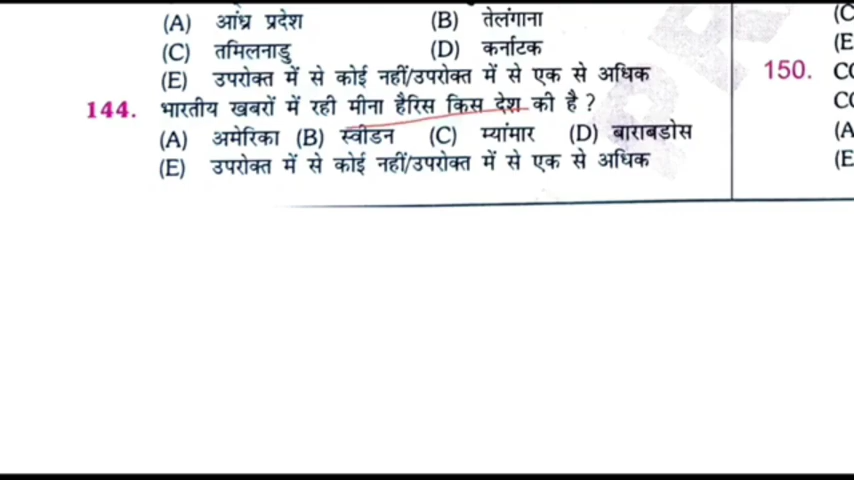 (A) आंध्र प्रदेश (B) तेलंगाना
(C) तमिलनाडु (D) कर्नाटक
(E) उपरोक्त में से कोई नहीं/उपरोक्त में से एक से अधिक
144. भारतीय खबरों में रही मीना हैरिस किस देश की है ?
(A) अमेरिका (B) स्वीडन (C) म्यांमार (D) बाराबडोस
(E) उपरोक्त में से कोई नहीं/उपरोक्त में से एक से अधिक
(C
(E
150.
(A
(E